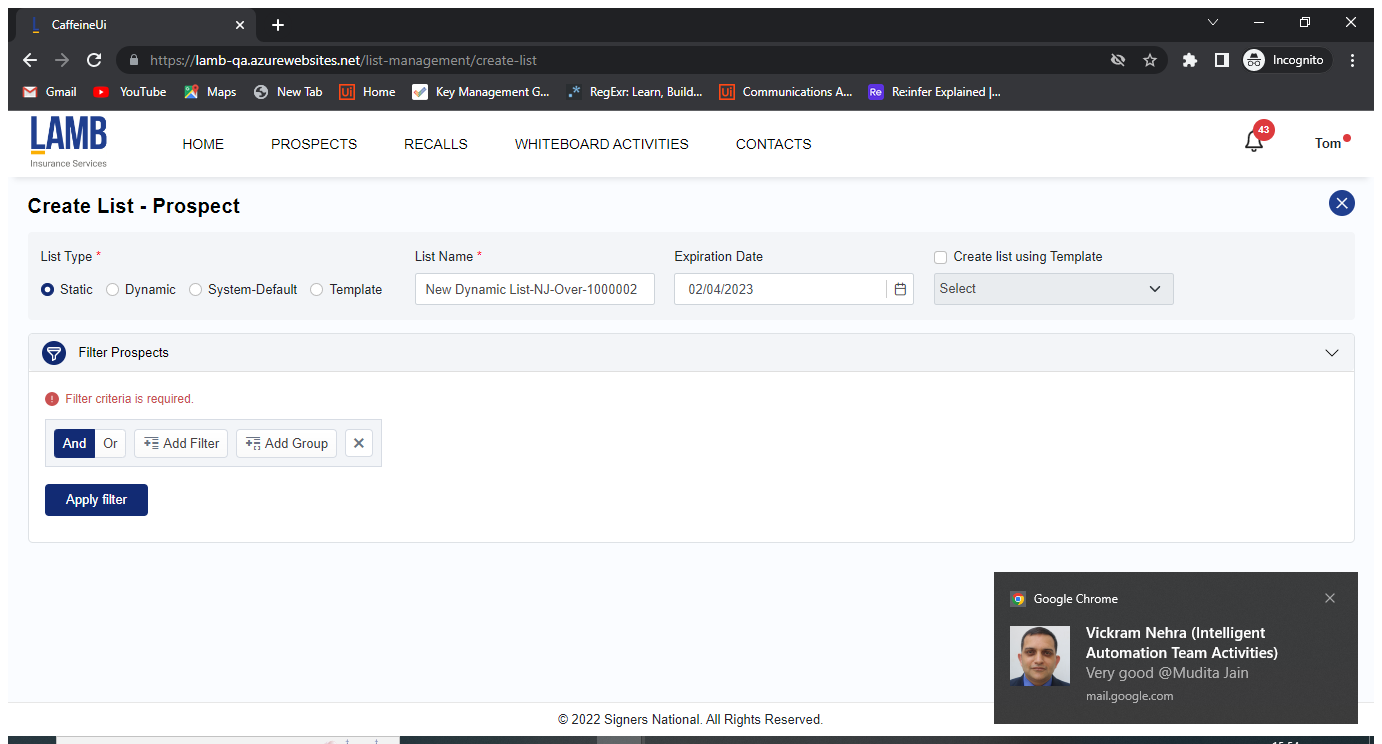 CaffeineUi
https://lamb-qa.azurewebsites.net/list-management/create-list
Incognito
Gmail YouTube Maps New Tab Home Key Management G... RegExr: Learn, Build... Communications A... Re Re:infer Explained |...
LAMB
Insurance Services
HOME PROSPECTS RECALLS WHITEBOARD ACTIVITIES CONTACTS
43
Tom
Create List - Prospect
List Type * List Name * Expiration Date Create list using Template
Static Dynamic System-Default Template New Dynamic List-NJ-Over-1000002 02/04/2023 Select
Filter Prospects
Filter criteria is required.
And Or Add Filter Add Group
Apply filter
Google Chrome
Vickram Nehra (Intelligent
Automation Team Activities)
Very good @Mudita Jain
mail.google.com
© 2022 Signers National. All Rights Reserved.